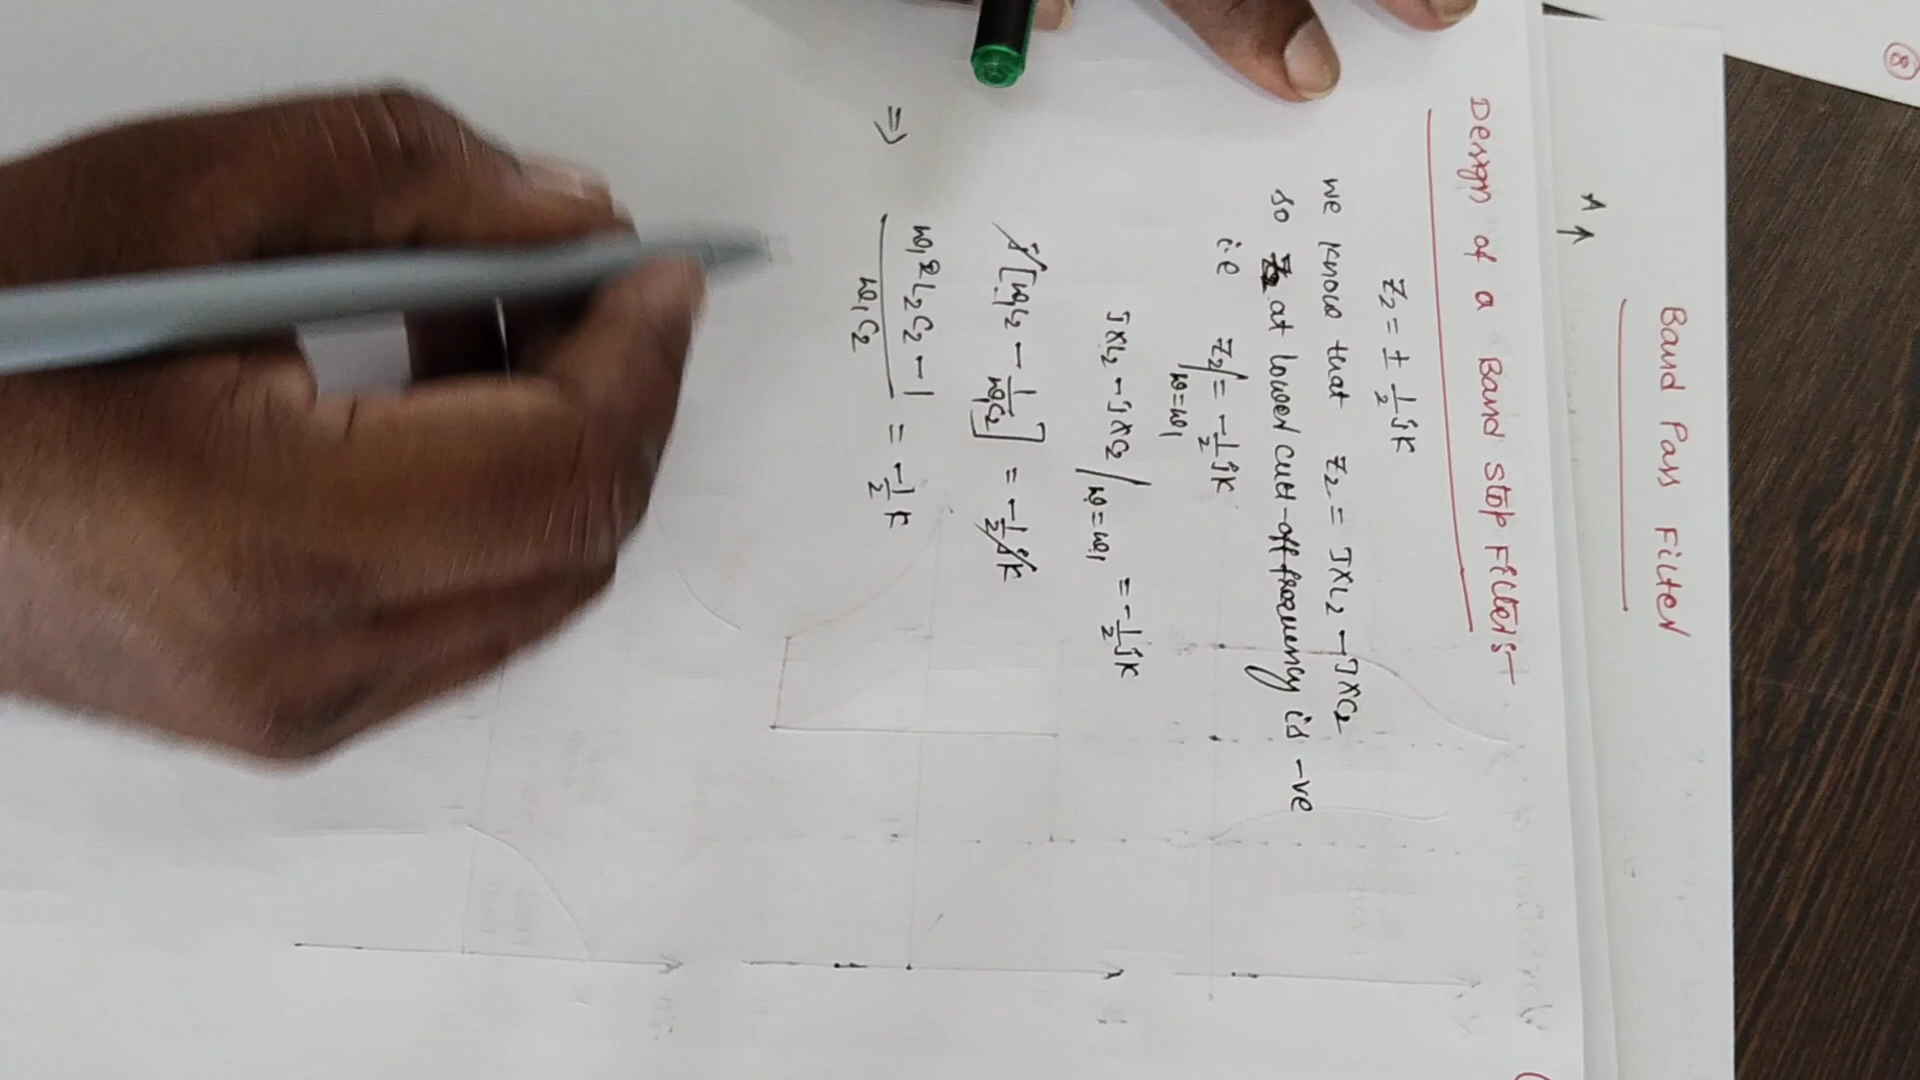 8
Band Pass Filter
A ↑
Design of a Band stop Filter:-
Z₂ = ± 1/2 jK
we know that Z₂ = JXL₂ - JXC₂
so at lower cut-off frequency is -ve
i.e Z₂/ω=ω₁ = -1/2 jK
JXL₂ - JXC₂/ω=ω₁ = -1/2 jK
j[ω₁L₂ - 1/ω₁C₂] = -1/2 jK
⇒ (ω₁²L₂C₂ - 1)/ω₁C₂ = -1/2 K